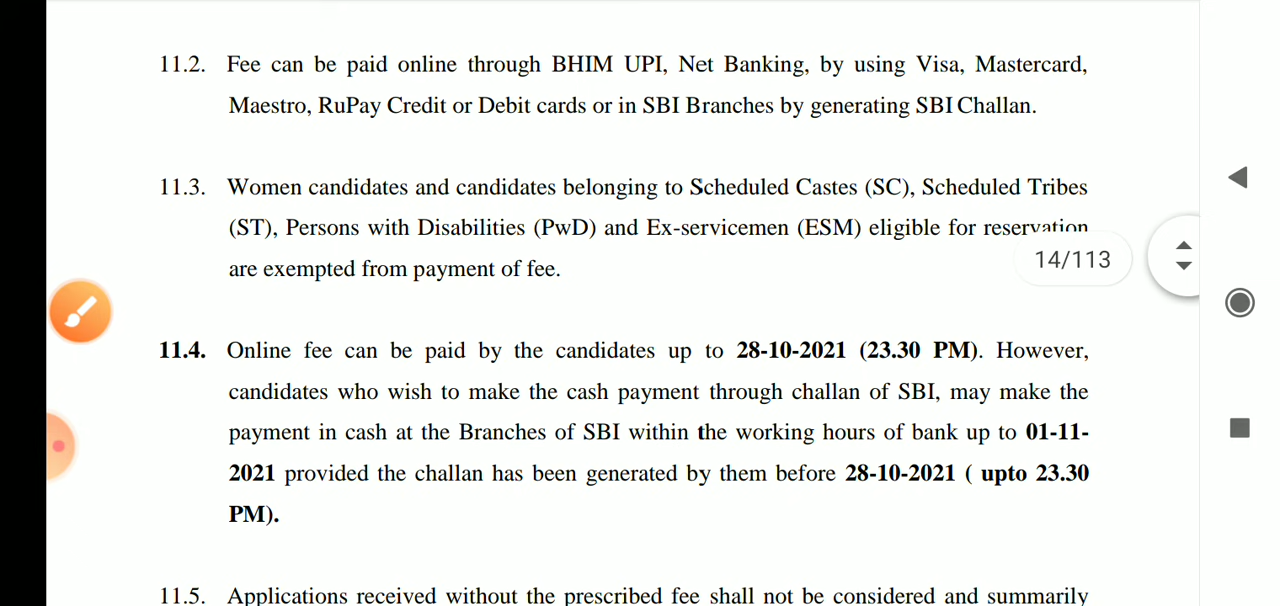 11.2. Fee can be paid online through BHIM UPI, Net Banking, by using Visa, Mastercard,
Maestro, RuPay Credit or Debit cards or in SBI Branches by generating SBI Challan.
11.3. Women candidates and candidates belonging to Scheduled Castes (SC), Scheduled Tribes
(ST), Persons with Disabilities (PwD) and Ex-servicemen (ESM) eligible for reservation
14/113
are exempted from payment of fee.
11.4. Online fee can be paid by the candidates up to 28-10-2021 (23.30 PM). However,
candidates who wish to make the cash payment through challan of SBI, may make the
payment in cash at the Branches of SBI within the working hours of bank up to 01-11-
2021 provided the challan has been generated by them before 28-10-2021 ( upto 23.30
PM).
11.5. Applications received without the prescribed fee shall not be considered and summarily